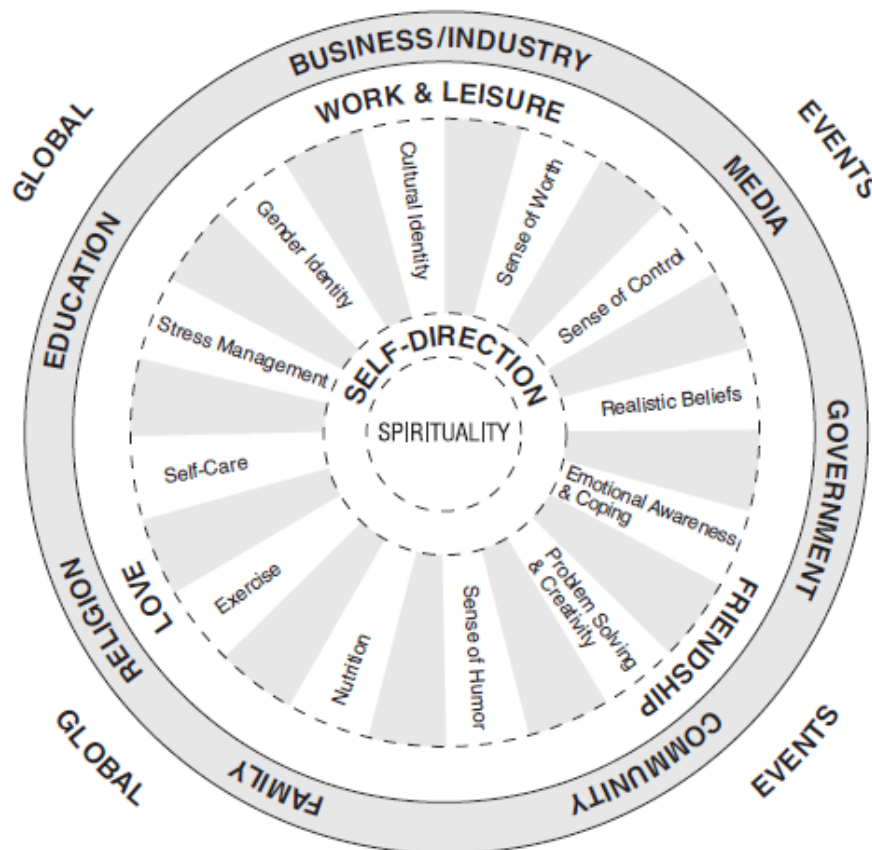 GLOBAL
EVENTS
BUSINESS/INDUSTRY
MEDIA
GOVERNMENT
COMMUNITY
FAMILY
RELIGION
EDUCATION
WORK & LEISURE
FRIENDSHIP
LOVE
Cultural Identity
Sense of Worth
Sense of Control
Realistic Beliefs
Emotional Awareness
& Coping
Problem Solving
& Creativity
Sense of Humor
Nutrition
Exercise
Self-Care
Stress Management
Gender Identity
SELF-DIRECTION
SPIRITUALITY
GLOBAL
EVENTS